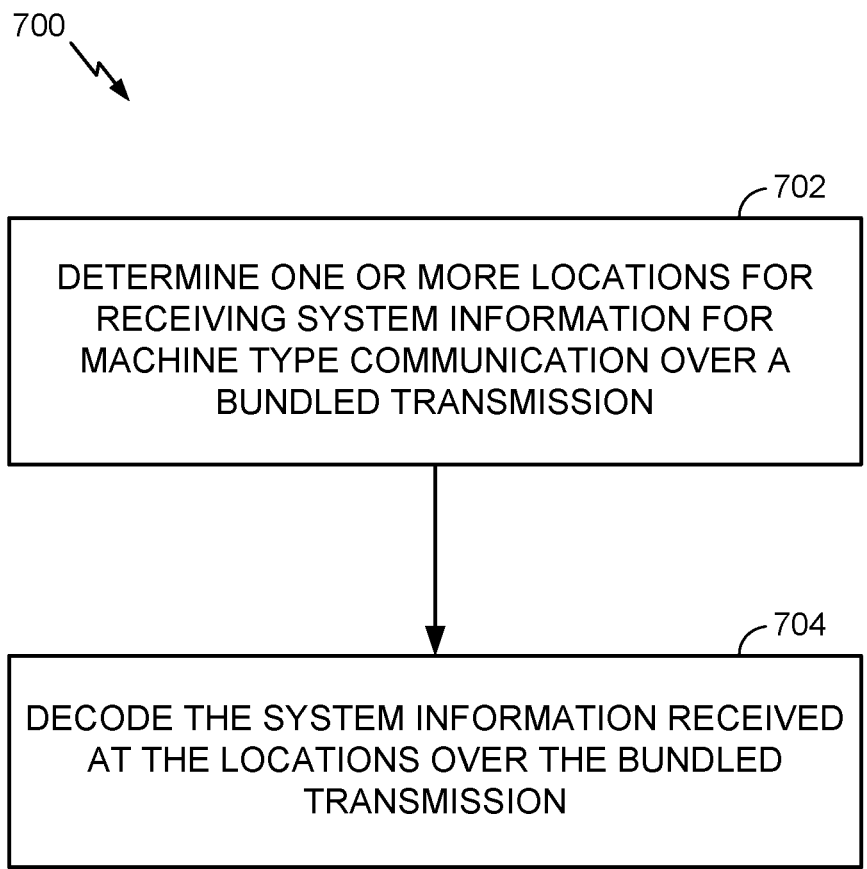 700
702
DETERMINE ONE OR MORE LOCATIONS FOR
RECEIVING SYSTEM INFORMATION FOR
MACHINE TYPE COMMUNICATION OVER A
BUNDLED TRANSMISSION
704
DECODE THE SYSTEM INFORMATION RECEIVED
AT THE LOCATIONS OVER THE BUNDLED
TRANSMISSION